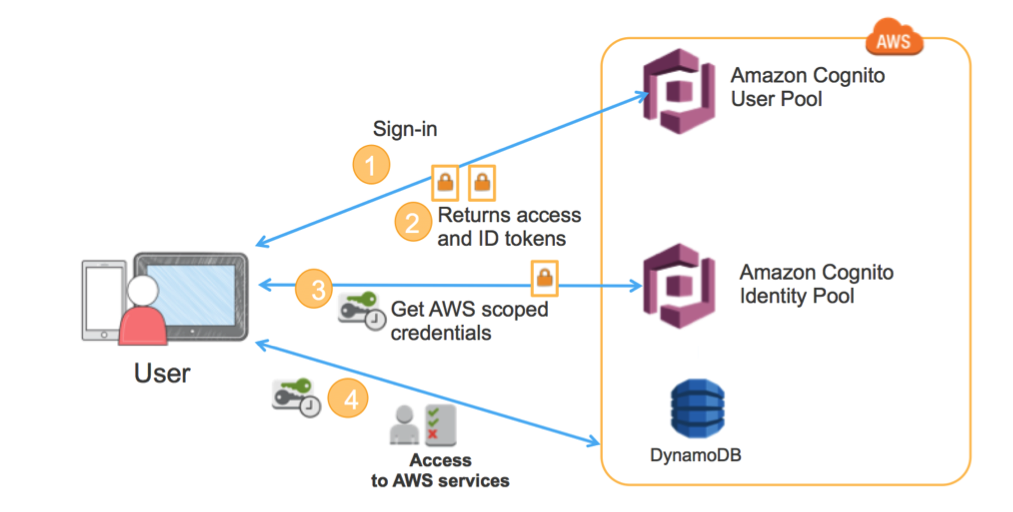 AWS
Amazon Cognito
User Pool
Sign-in
1
2
Returns access
and ID tokens
3
Get AWS scoped
credentials
Amazon Cognito
Identity Pool
User
4
Access
to AWS services
DynamoDB